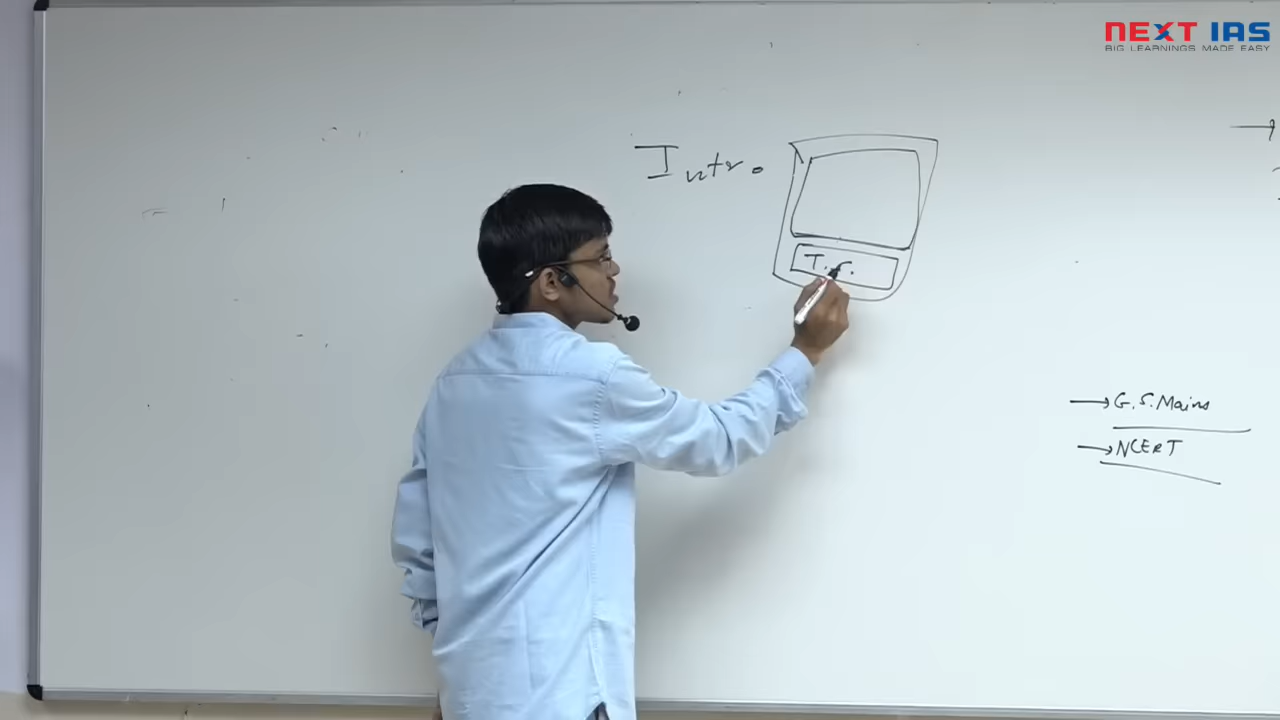 NEXT IAS
BIG LEARNINGS MADE EASY
Intro
T.S.
→ G.S. Mains
→ NCERT